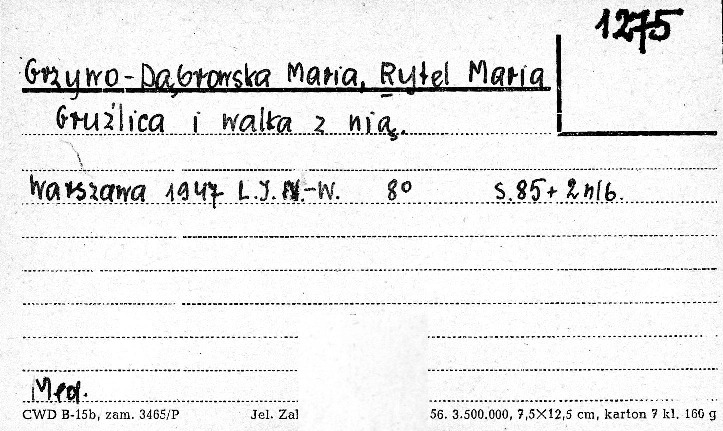 1275
Grzywo-Dąbrowska Maria, Rytel Maria
Gruźlica i walka z nią.
Warszawa 1947 L.I.N.-W. 8° s.85+2nlb.
Med.
CWD B-15b, zam. 3465/P Jel. Zal 56. 3.500.000, 7,5×12,5 cm, karton 7 kl. 160 g